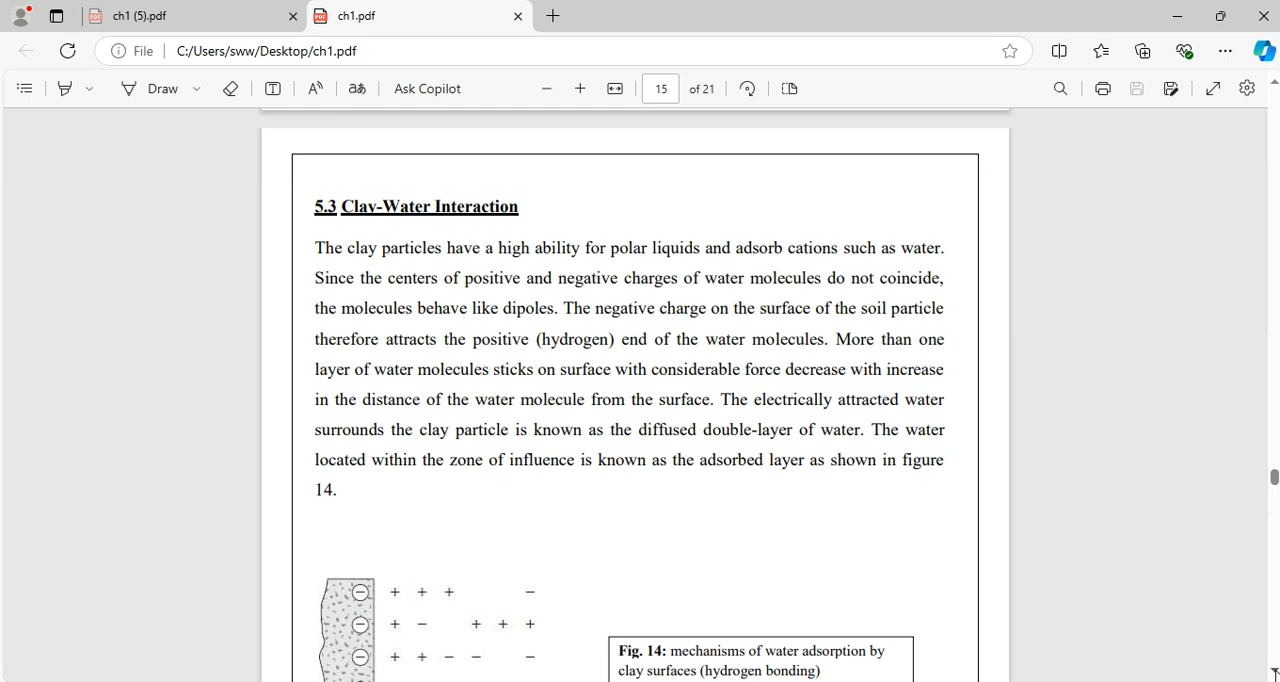 ch1 (5).pdf
ch1.pdf
File
C:/Users/sww/Desktop/ch1.pdf
Draw
aあ
Ask Copilot
15
of 21
5.3 Clay-Water Interaction
The clay particles have a high ability for polar liquids and adsorb cations such as water.
Since the centers of positive and negative charges of water molecules do not coincide,
the molecules behave like dipoles. The negative charge on the surface of the soil particle
therefore attracts the positive (hydrogen) end of the water molecules. More than one
layer of water molecules sticks on surface with considerable force decrease with increase
in the distance of the water molecule from the surface. The electrically attracted water
surrounds the clay particle is known as the diffused double-layer of water. The water
located within the zone of influence is known as the adsorbed layer as shown in figure
14.
− + + + −
− + − + + +
− + + − − −
Fig. 14: mechanisms of water adsorption by
clay surfaces (hydrogen bonding)